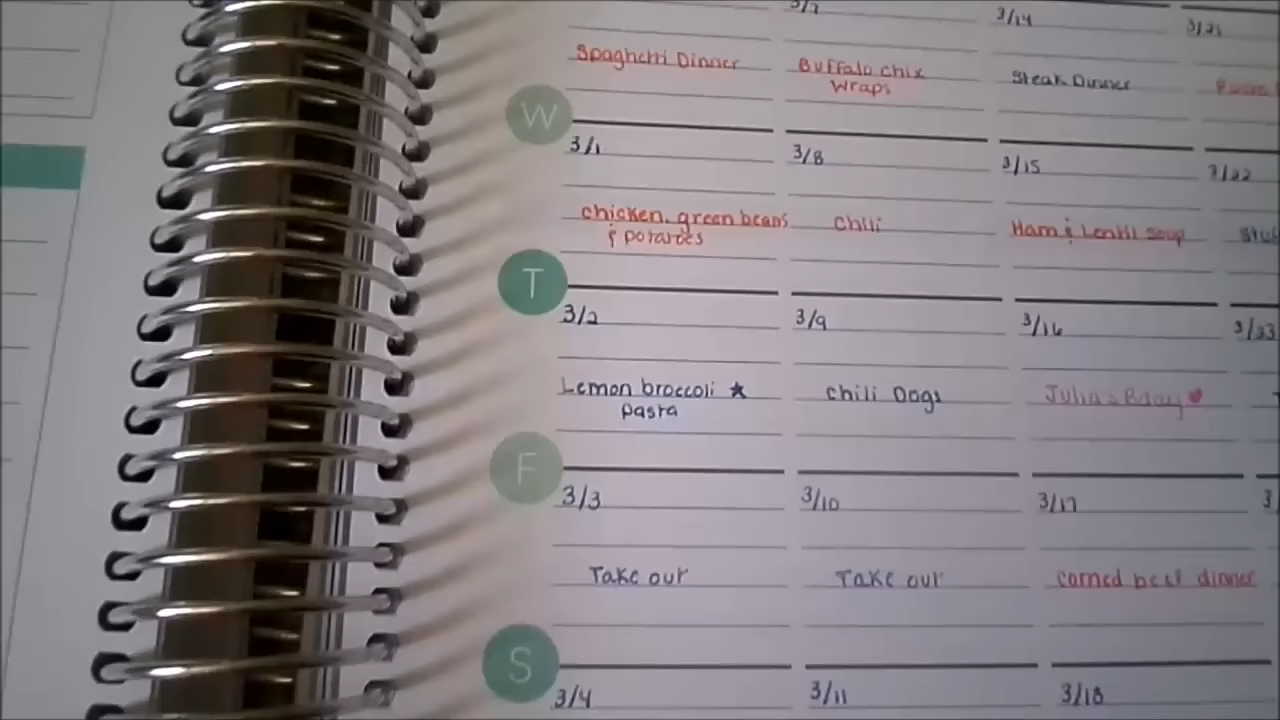 3/7 3/14 3/21
Spaghetti Dinner Buffalo chix Steak Dinner
wraps
W
3/1 3/8 3/15 3/22
chicken, green beans Chili Ham & Lentil Soup
& potatoes
T
3/2 3/9 3/16 3/23
Lemon broccoli ★ Chili Dogs Julia's Bday ♥
pasta
F
3/3 3/10 3/17 3/
Take out Take out corned beef dinner
S
3/4 3/11 3/18